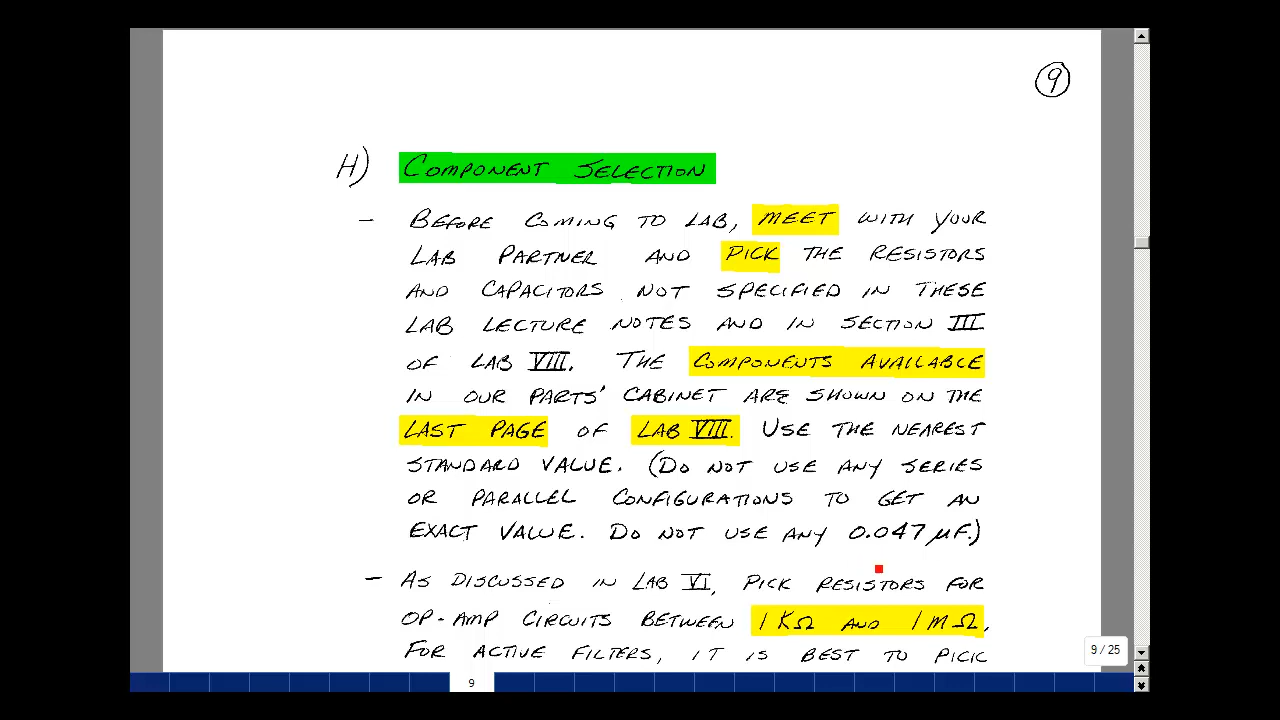 9
H) COMPONENT SELECTION
- BEFORE COMING TO LAB, MEET WITH YOUR
LAB PARTNER AND PICK THE RESISTORS
AND CAPACITORS NOT SPECIFIED IN THESE
LAB LECTURE NOTES AND IN SECTION III
OF LAB VIII. THE COMPONENTS AVAILABLE
IN OUR PARTS' CABINET ARE SHOWN ON THE
LAST PAGE OF LAB VIII. USE THE NEAREST
STANDARD VALUE. (DO NOT USE ANY SERIES
OR PARALLEL CONFIGURATIONS TO GET AN
EXACT VALUE. DO NOT USE ANY 0.047 µF.)
- AS DISCUSSED IN LAB VI, PICK RESISTORS FOR
OP-AMP CIRCUITS BETWEEN 1 KΩ AND 1 MΩ.
FOR ACTIVE FILTERS, IT IS BEST TO PICK
9 / 25
9